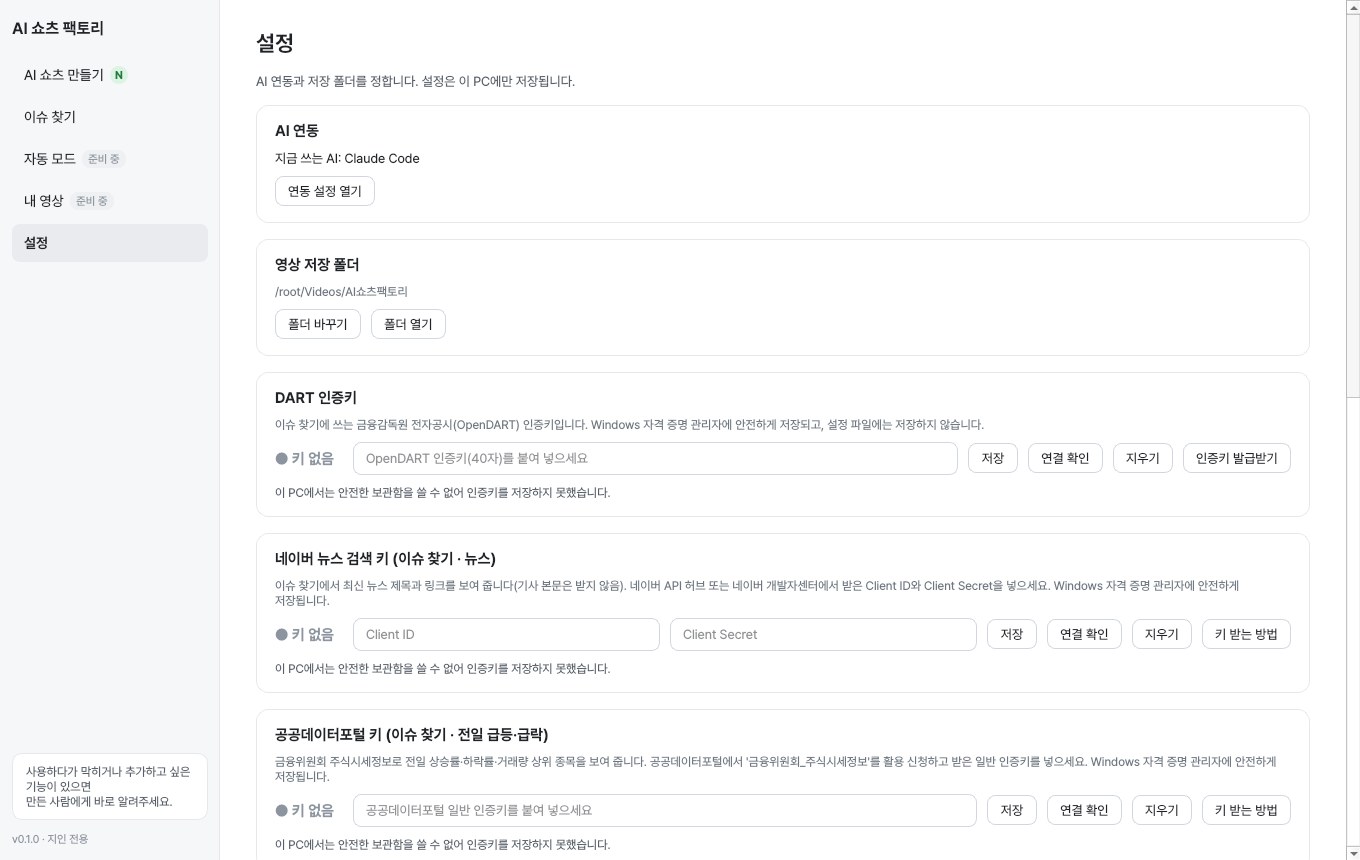 AI 쇼츠 팩토리
AI 쇼츠 만들기 N
이슈 찾기
자동 모드 준비 중
내 영상 준비 중
설정
사용하다가 막히거나 추가하고 싶은
기능이 있으면
만든 사람에게 바로 알려주세요.
v0.1.0 · 지인 전용
설정
AI 연동과 저장 폴더를 정합니다. 설정은 이 PC에만 저장됩니다.
AI 연동
지금 쓰는 AI: Claude Code
연동 설정 열기
영상 저장 폴더
/root/Videos/AI쇼츠팩토리
폴더 바꾸기 폴더 열기
DART 인증키
이슈 찾기에 쓰는 금융감독원 전자공시(OpenDART) 인증키입니다. Windows 자격 증명 관리자에 안전하게 저장되고, 설정 파일에는 저장하지 않습니다.
● 키 없음 OpenDART 인증키(40자)를 붙여 넣으세요 저장 연결 확인 지우기 인증키 발급받기
이 PC에서는 안전한 보관함을 쓸 수 없어 인증키를 저장하지 못했습니다.
네이버 뉴스 검색 키 (이슈 찾기 · 뉴스)
이슈 찾기에서 최신 뉴스 제목과 링크를 보여 줍니다(기사 본문은 받지 않음). 네이버 API 허브 또는 네이버 개발자센터에서 받은 Client ID와 Client Secret을 넣으세요. Windows 자격 증명 관리자에 안전하게
저장됩니다.
● 키 없음 Client ID Client Secret 저장 연결 확인 지우기 키 받는 방법
이 PC에서는 안전한 보관함을 쓸 수 없어 인증키를 저장하지 못했습니다.
공공데이터포털 키 (이슈 찾기 · 전일 급등·급락)
금융위원회 주식시세정보로 전일 상승률·하락률·거래량 상위 종목을 보여 줍니다. 공공데이터포털에서 '금융위원회_주식시세정보'를 활용 신청하고 받은 일반 인증키를 넣으세요. Windows 자격 증명 관리자에 안전하게
저장됩니다.
● 키 없음 공공데이터포털 일반 인증키를 붙여 넣으세요 저장 연결 확인 지우기 키 받는 방법
이 PC에서는 안전한 보관함을 쓸 수 없어 인증키를 저장하지 못했습니다.